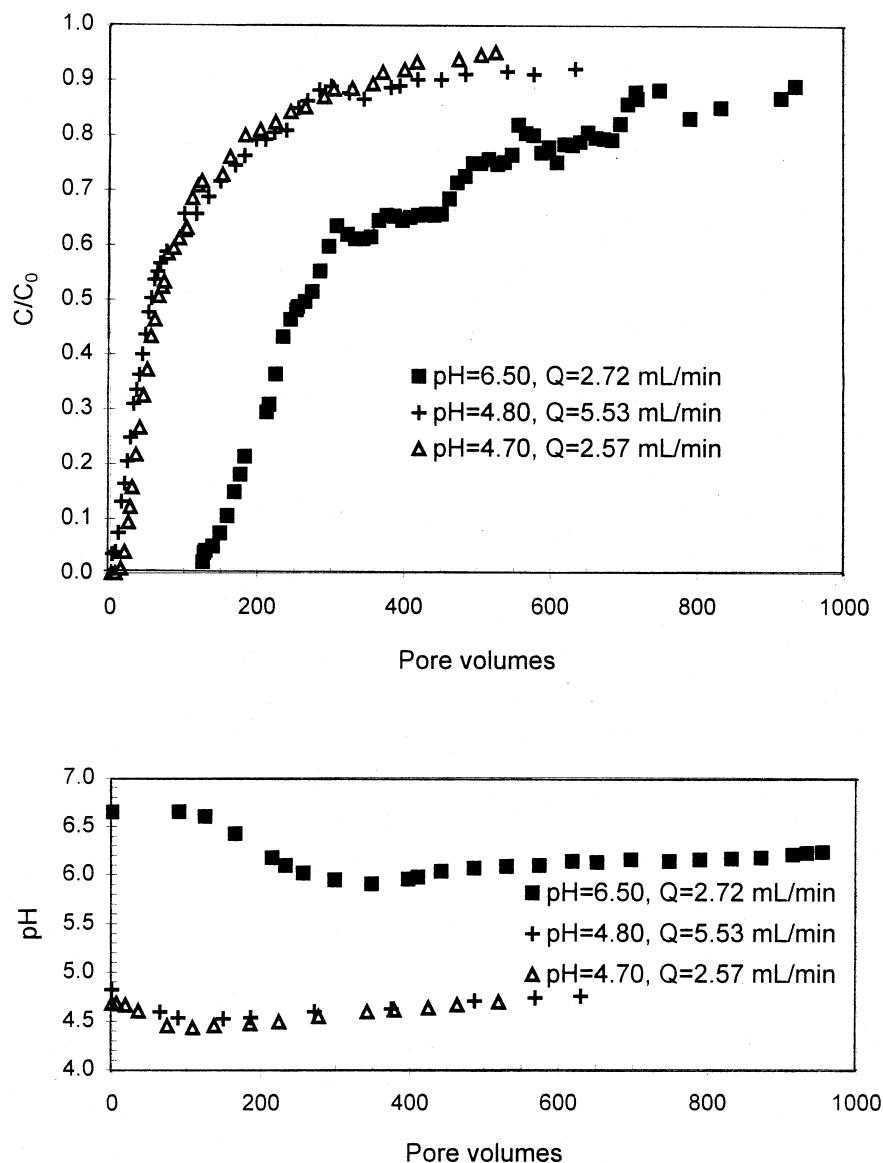 1.0
0.9
0.8
0.7
0.6
0.5
0.4
0.3
0.2
0.1
0.0
C/C₀
■ pH=6.50, Q=2.72 mL/min
+ pH=4.80, Q=5.53 mL/min
△ pH=4.70, Q=2.57 mL/min
0 200 400 600 800 1000
Pore volumes
7.0
6.5
6.0
5.5
5.0
4.5
4.0
pH
■ pH=6.50, Q=2.72 mL/min
+ pH=4.80, Q=5.53 mL/min
△ pH=4.70, Q=2.57 mL/min
0 200 400 600 800 1000
Pore volumes